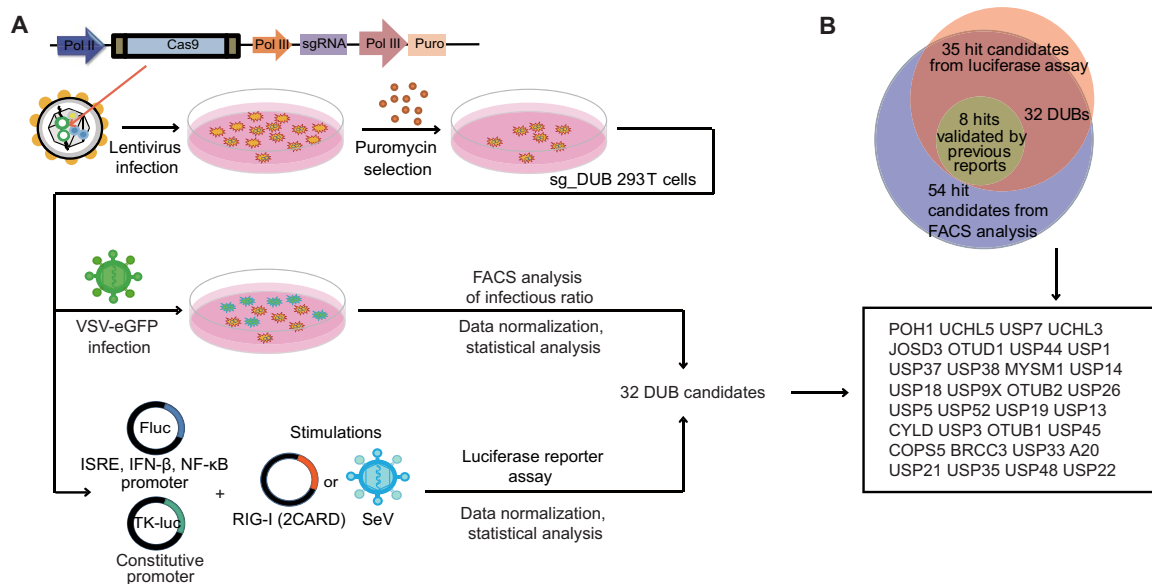 A
Pol II
Cas9
Pol III
sgRNA
Pol III
Puro
Lentivirus
infection
Puromycin
selection
sg_DUB 293T cells
VSV-eGFP
infection
FACS analysis
of infectious ratio
Data normalization,
statistical analysis
32 DUB candidates
Fluc
ISRE, IFN-β, NF-κB
promoter
TK-luc
Constitutive
promoter
+
Stimulations
or
RIG-I (2CARD)
SeV
Luciferase reporter
assay
Data normalization,
statistical analysis
B
35 hit candidates
from luciferase assay
32 DUBs
8 hits
validated by
previous
reports
54 hit
candidates from
FACS analysis
POH1 UCHL5 USP7 UCHL3
JOSD3 OTUD1 USP44 USP1
USP37 USP38 MYSM1 USP14
USP18 USP9X OTUB2 USP26
USP5 USP52 USP19 USP13
CYLD USP3 OTUB1 USP45
COPS5 BRCC3 USP33 A20
USP21 USP35 USP48 USP22